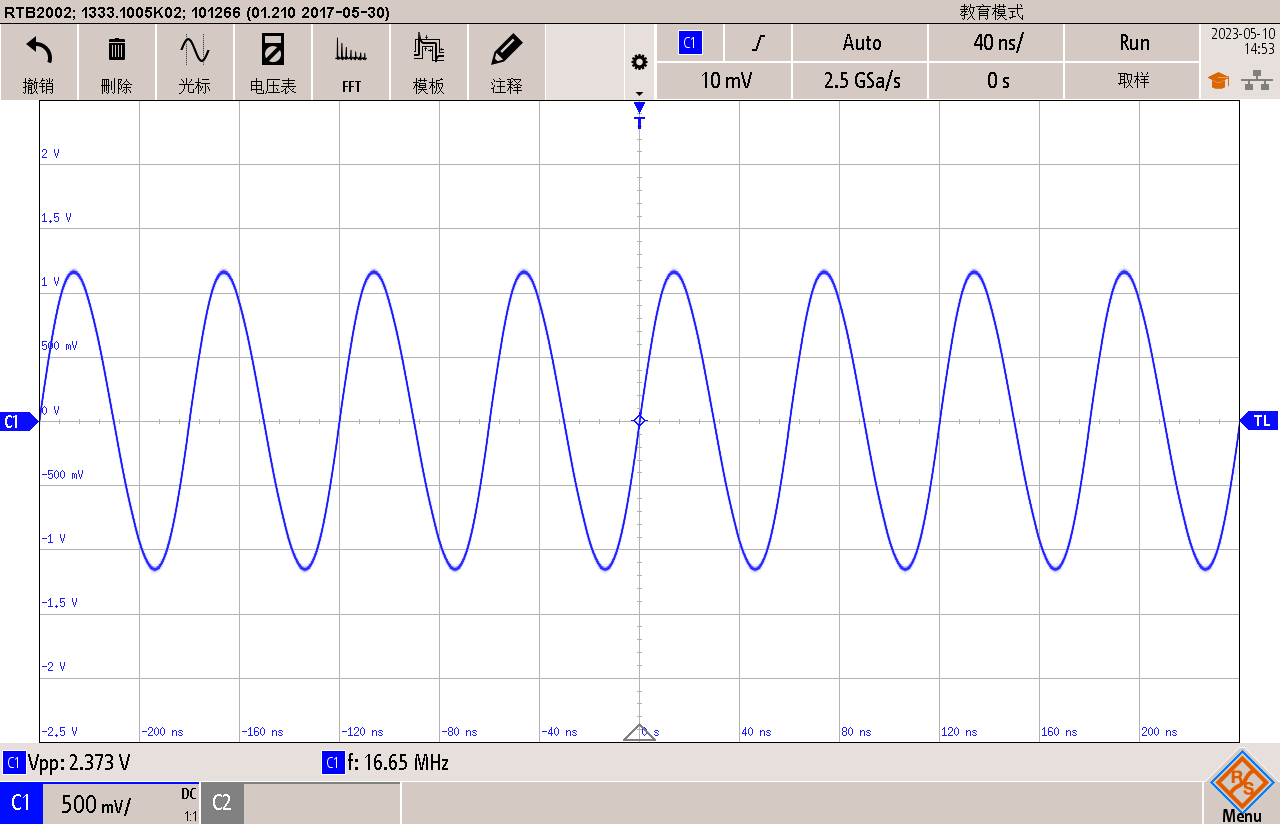 RTB2002; 1333.1005K02; 101266 (01.210 2017-05-30)
教育模式
撤销
刪除
光标
电压表
FFT
模板
注释
C1
Auto
40 ns/
Run
10 mV
2.5 GSa/s
0 s
取样
2023-05-10
14:53
T
2 V
1.5 V
1 V
500 mV
0 V
-500 mV
-1 V
-1.5 V
-2 V
-2.5 V
C1
TL
-200 ns
-160 ns
-120 ns
-80 ns
-40 ns
0 s
40 ns
80 ns
120 ns
160 ns
200 ns
C1 Vpp: 2.373 V
C1 f: 16.65 MHz
C1
500 mV/
DC
1:1
C2
R
S
Menu